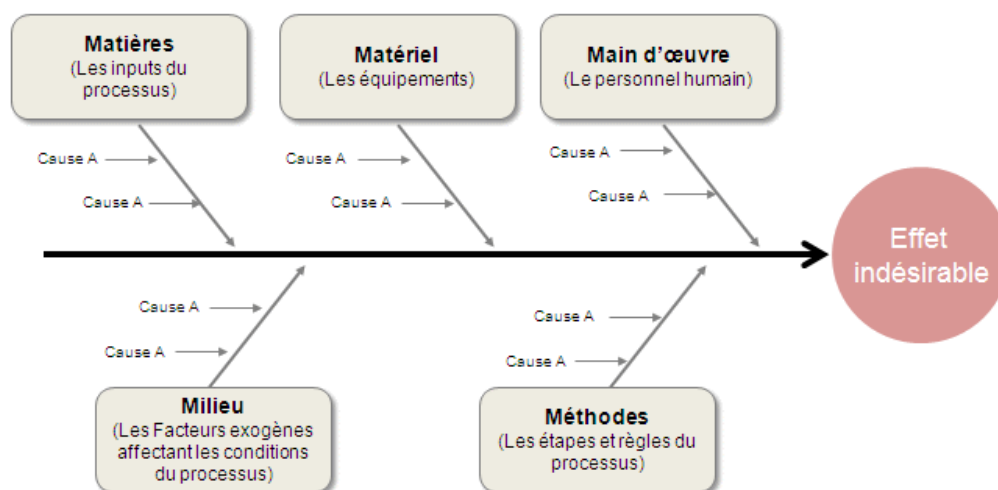 Matières
(Les inputs du
processus)
Matériel
(Les équipements)
Main d'œuvre
(Le personnel humain)
Cause A
Cause A
Cause A
Cause A
Cause A
Cause A
Effet
indésirable
Cause A
Cause A
Cause A
Cause A
Milieu
(Les Facteurs exogènes
affectant les conditions
du processus)
Méthodes
(Les étapes et règles du
processus)